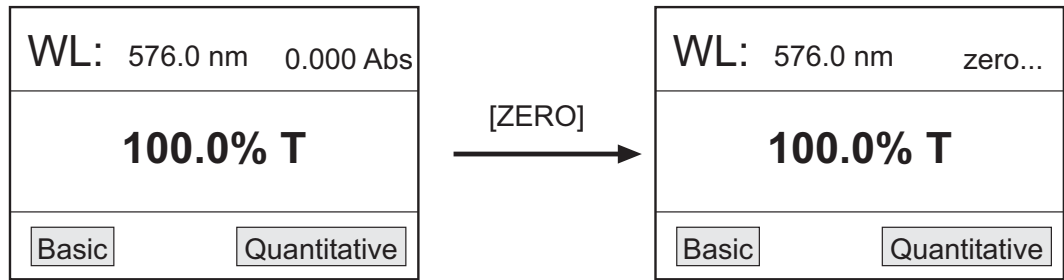 WL: 576.0 nm 0.000 Abs
100.0% T
Basic Quantitative
[ZERO]
WL: 576.0 nm zero...
100.0% T
Basic Quantitative